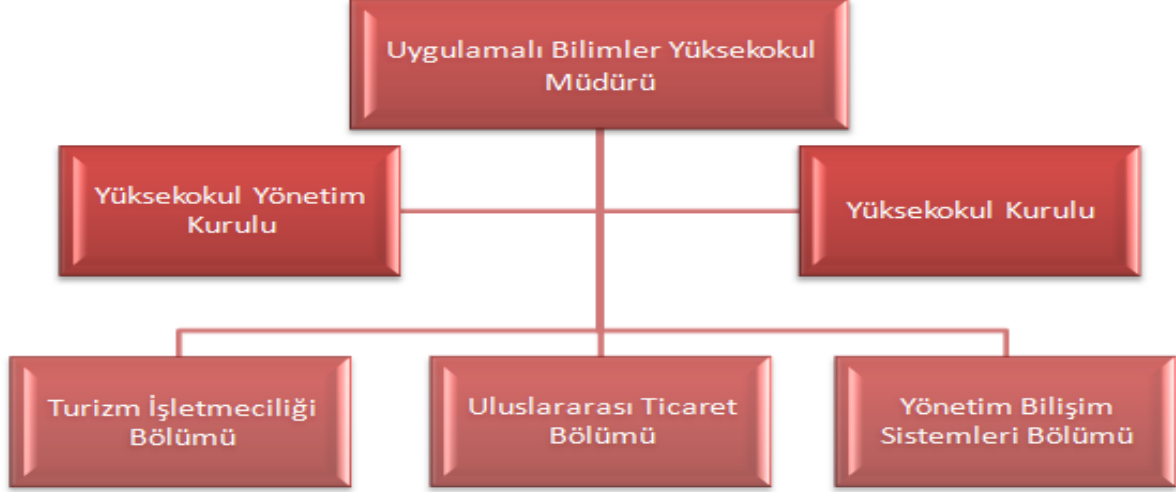 Uygulamalı Bilimler Yüksekokul
Müdürü
Yüksekokul Yönetim
Kurulu
Yüksekokul Kurulu
Turizm İşletmeciliği
Bölümü
Uluslararası Ticaret
Bölümü
Yönetim Bilişim
Sistemleri Bölümü